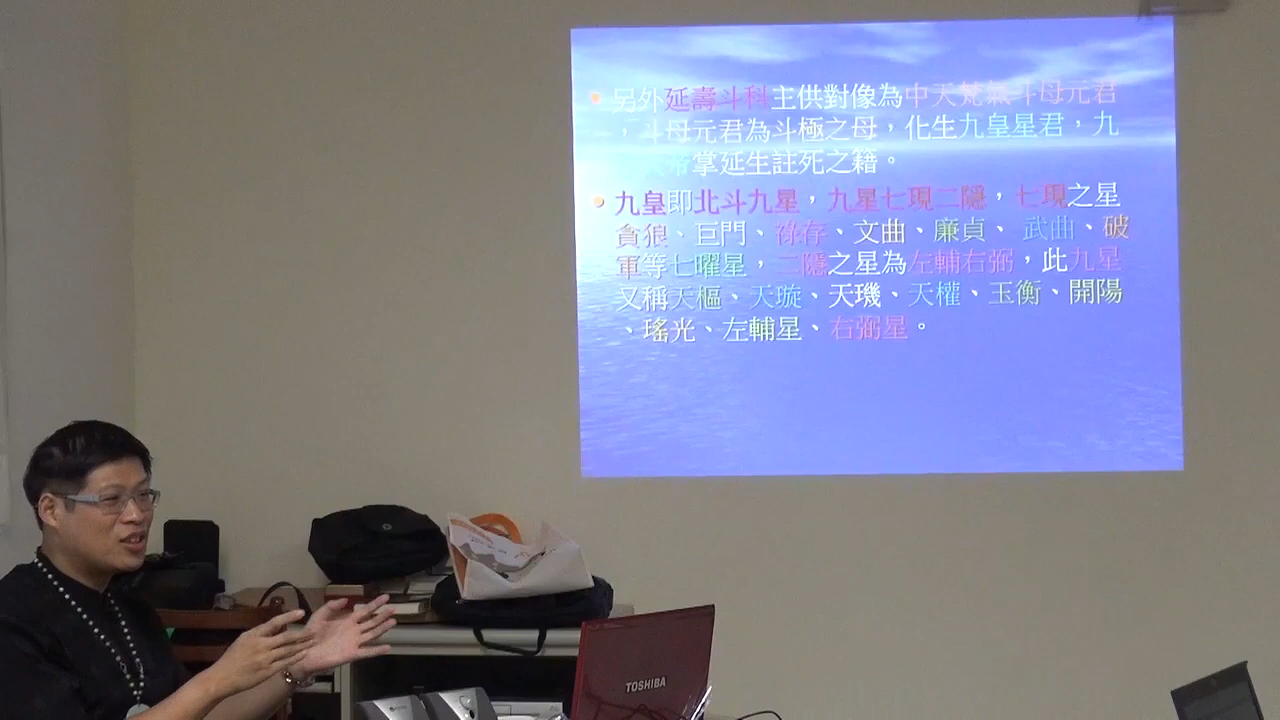 另外延壽斗科主供對像為中天梵氣斗母元君
，斗母元君為斗極之母，化生九皇星君，九
帝掌延生註死之籍。
九皇即北斗九星，九星七現二隱，七現之星
貪狼、巨門、祿存、文曲、廉貞、武曲、破
軍等七曜星，二隱之星為左輔右弼，此九星
又稱天樞、天璇、天璣、天權、玉衡、開陽
、瑤光、左輔星、右弼星。
TOSHIBA